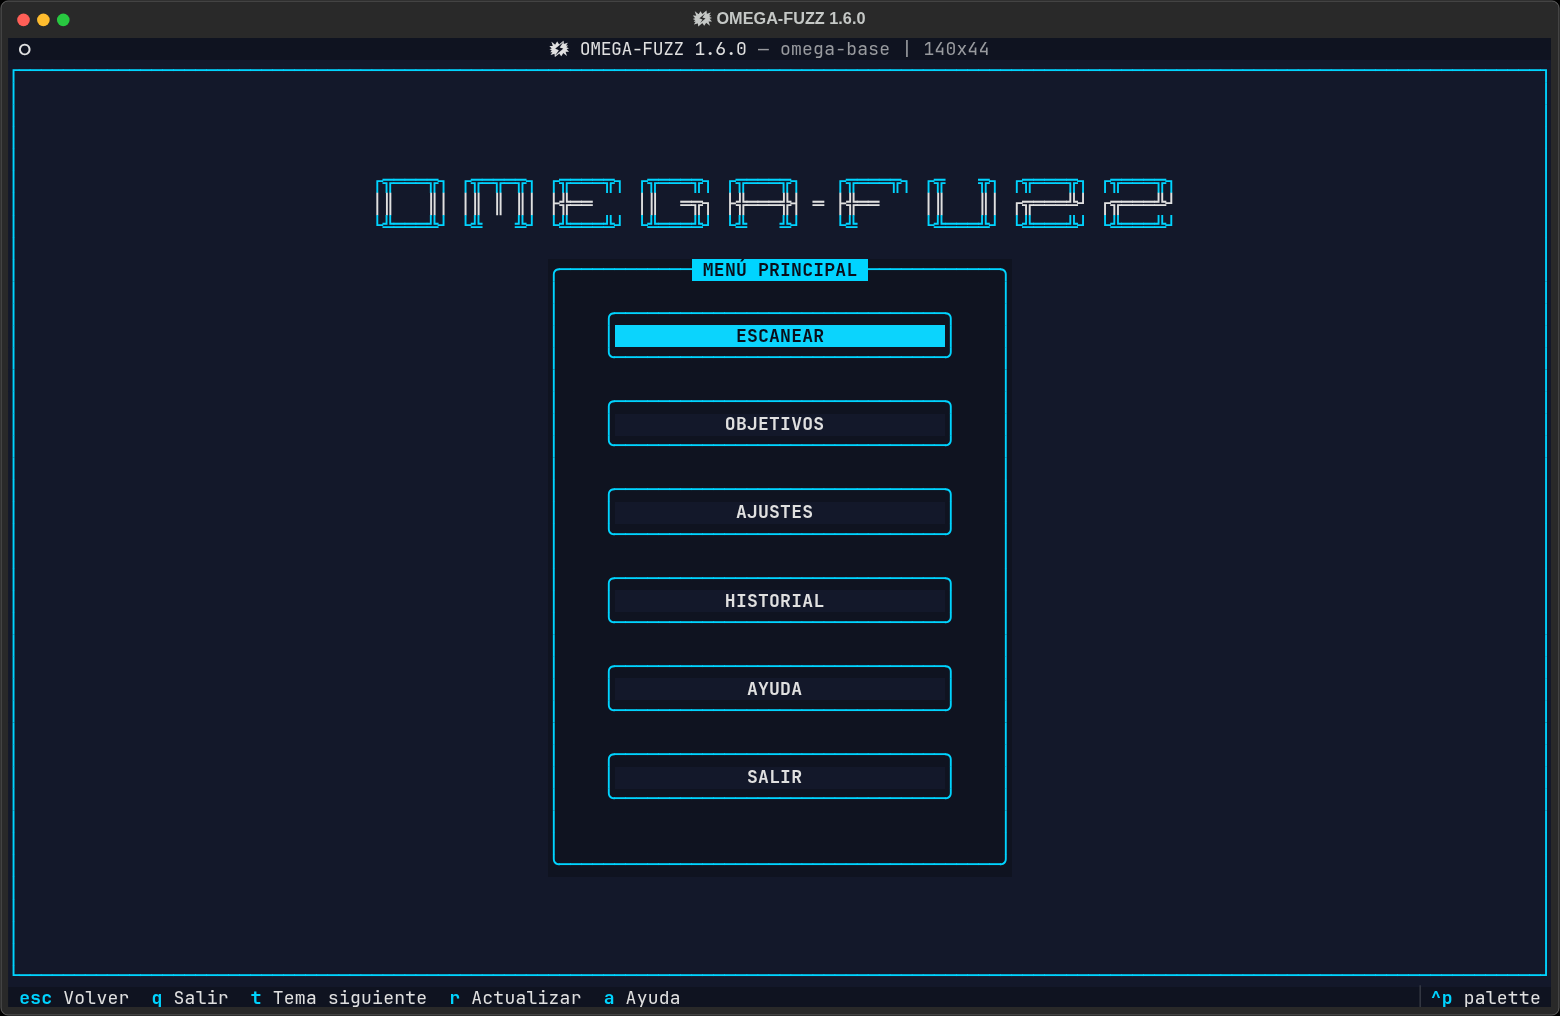 OMEGA-FUZZ 1.6.0
OMEGA-FUZZ 1.6.0 — omega-base | 140x44
OMEGA-FUZZ
MENÚ PRINCIPAL
ESCANEAR
OBJETIVOS
AJUSTES
HISTORIAL
AYUDA
SALIR
esc Volver q Salir t Tema siguiente r Actualizar a Ayuda ^p palette